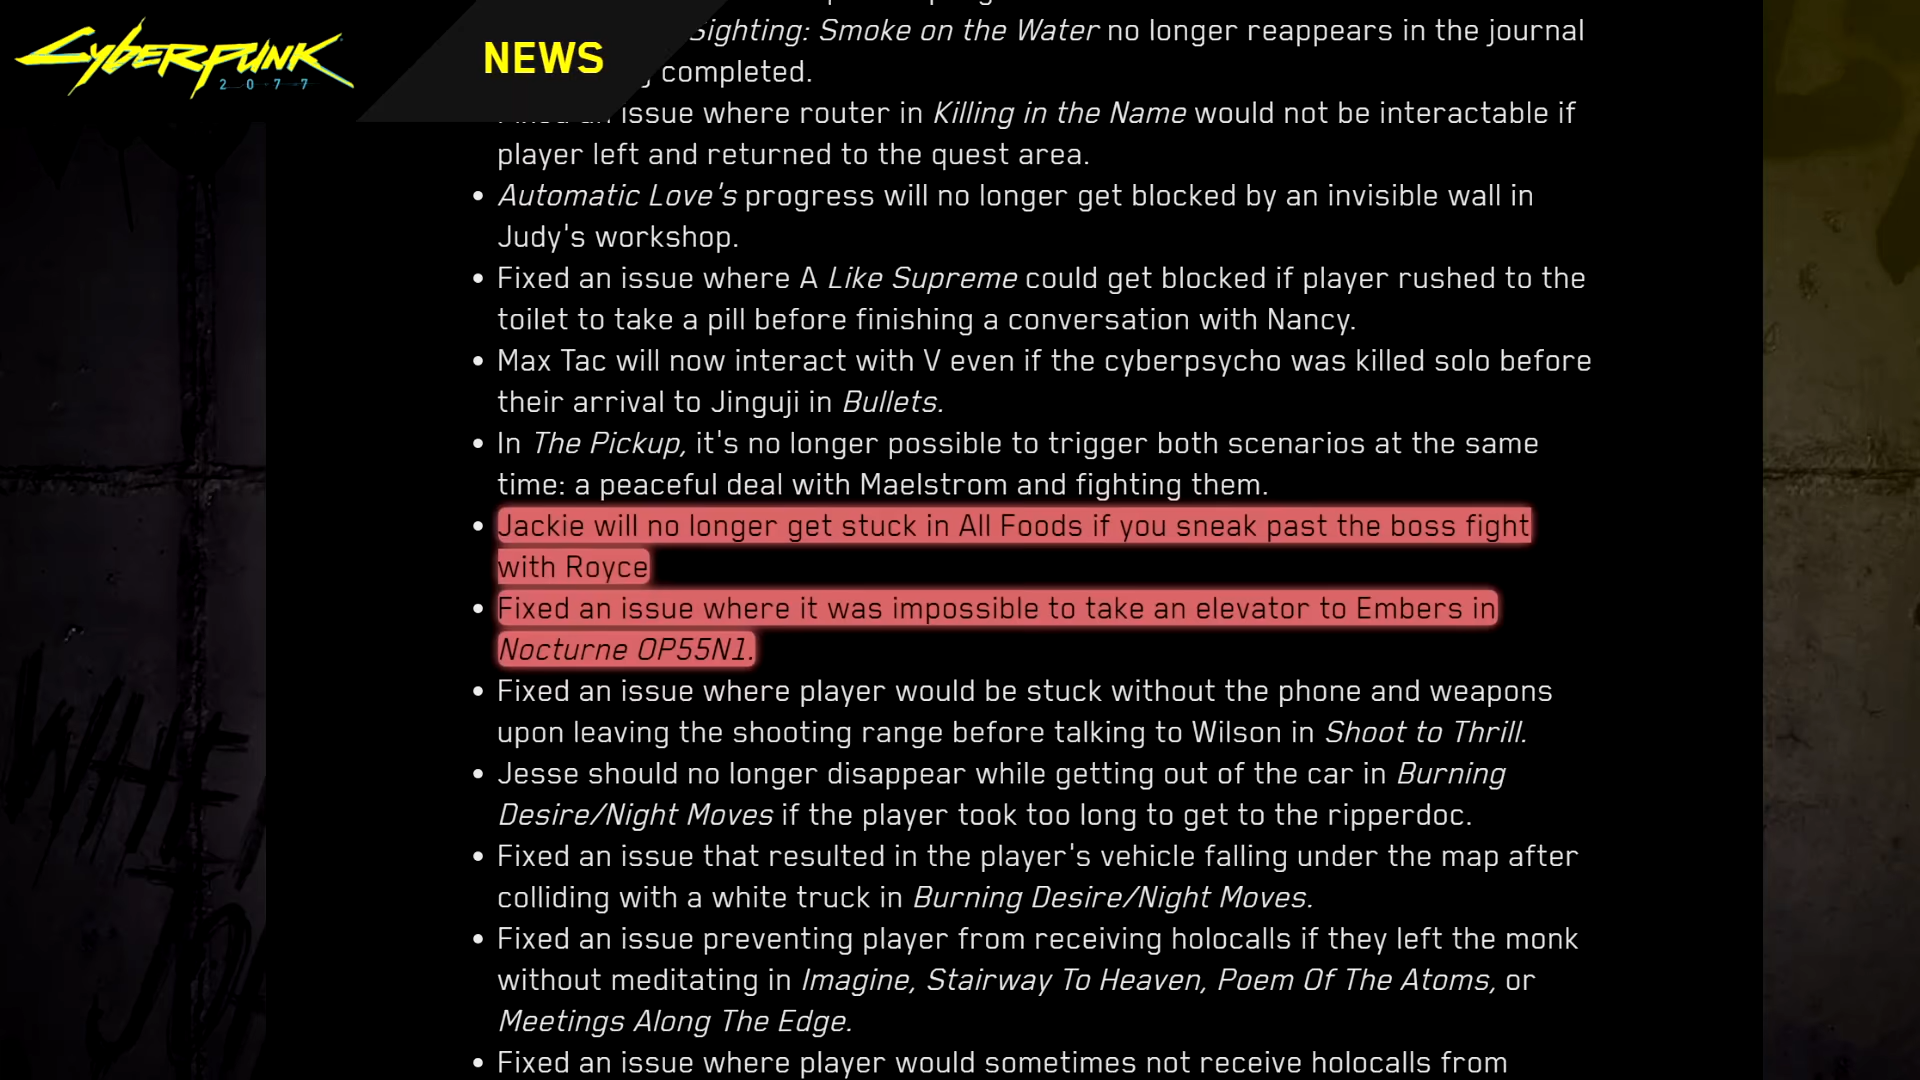 CYBERPUNK
2077
NEWS
Sighting: Smoke on the Water no longer reappears in the journal
completed.
Fixed an issue where router in Killing in the Name would not be interactable if
player left and returned to the quest area.
• Automatic Love's progress will no longer get blocked by an invisible wall in
Judy's workshop.
• Fixed an issue where A Like Supreme could get blocked if player rushed to the
toilet to take a pill before finishing a conversation with Nancy.
• Max Tac will now interact with V even if the cyberpsycho was killed solo before
their arrival to Jinguji in Bullets.
• In The Pickup, it's no longer possible to trigger both scenarios at the same
time: a peaceful deal with Maelstrom and fighting them.
• Jackie will no longer get stuck in All Foods if you sneak past the boss fight
with Royce
• Fixed an issue where it was impossible to take an elevator to Embers in
Nocturne OP55N1.
• Fixed an issue where player would be stuck without the phone and weapons
upon leaving the shooting range before talking to Wilson in Shoot to Thrill.
• Jesse should no longer disappear while getting out of the car in Burning
Desire/Night Moves if the player took too long to get to the ripperdoc.
• Fixed an issue that resulted in the player's vehicle falling under the map after
colliding with a white truck in Burning Desire/Night Moves.
• Fixed an issue preventing player from receiving holocalls if they left the monk
without meditating in Imagine, Stairway To Heaven, Poem Of The Atoms, or
Meetings Along The Edge.
• Fixed an issue where player would sometimes not receive holocalls from